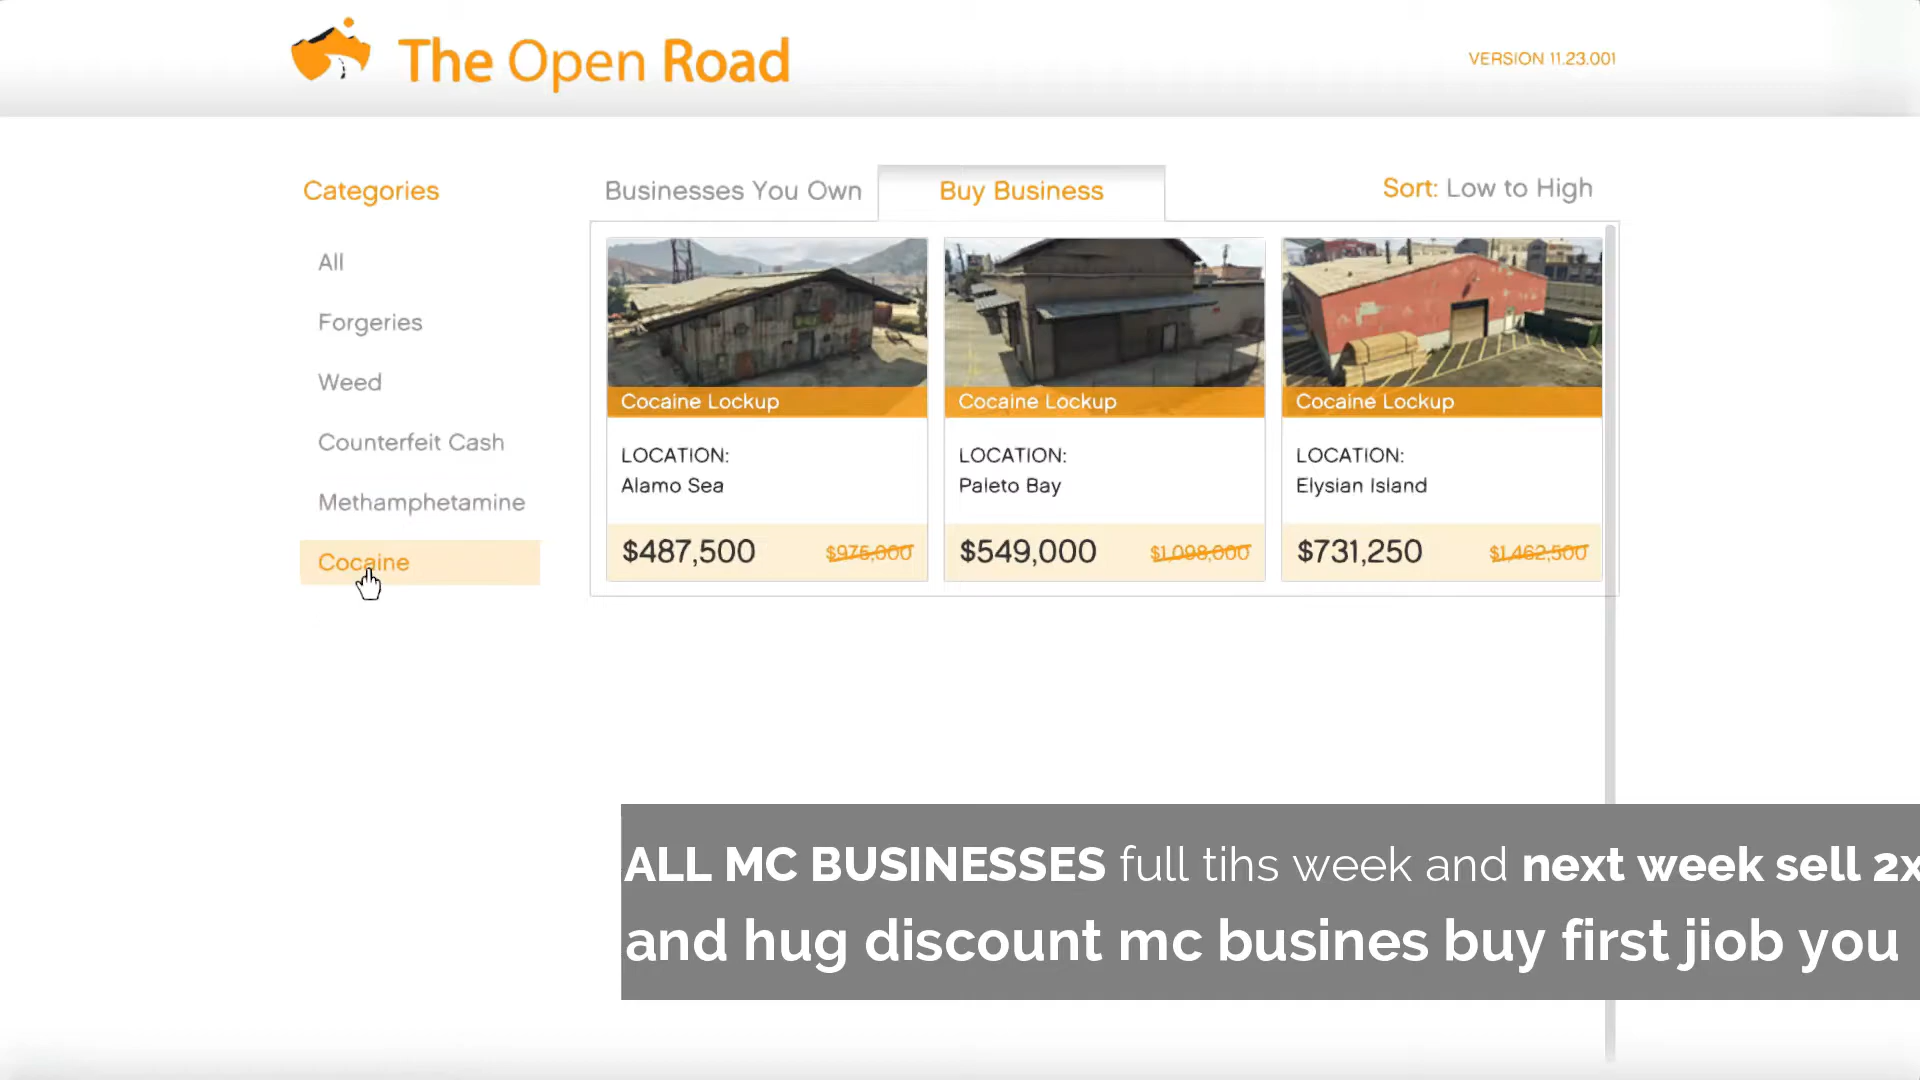 The Open Road
VERSION 11.23.001
Categories
All
Forgeries
Weed
Counterfeit Cash
Methamphetamine
Cocaine
Businesses You Own
Buy Business
Sort: Low to High
Cocaine Lockup
LOCATION:
Alamo Sea
$487,500 $975,000
Cocaine Lockup
LOCATION:
Paleto Bay
$549,000 $1,098,000
Cocaine Lockup
LOCATION:
Elysian Island
$731,250 $1,462,500
ALL MC BUSINESSES full tihs week and next week sell 2x
and hug discount mc busines buy first jiob you